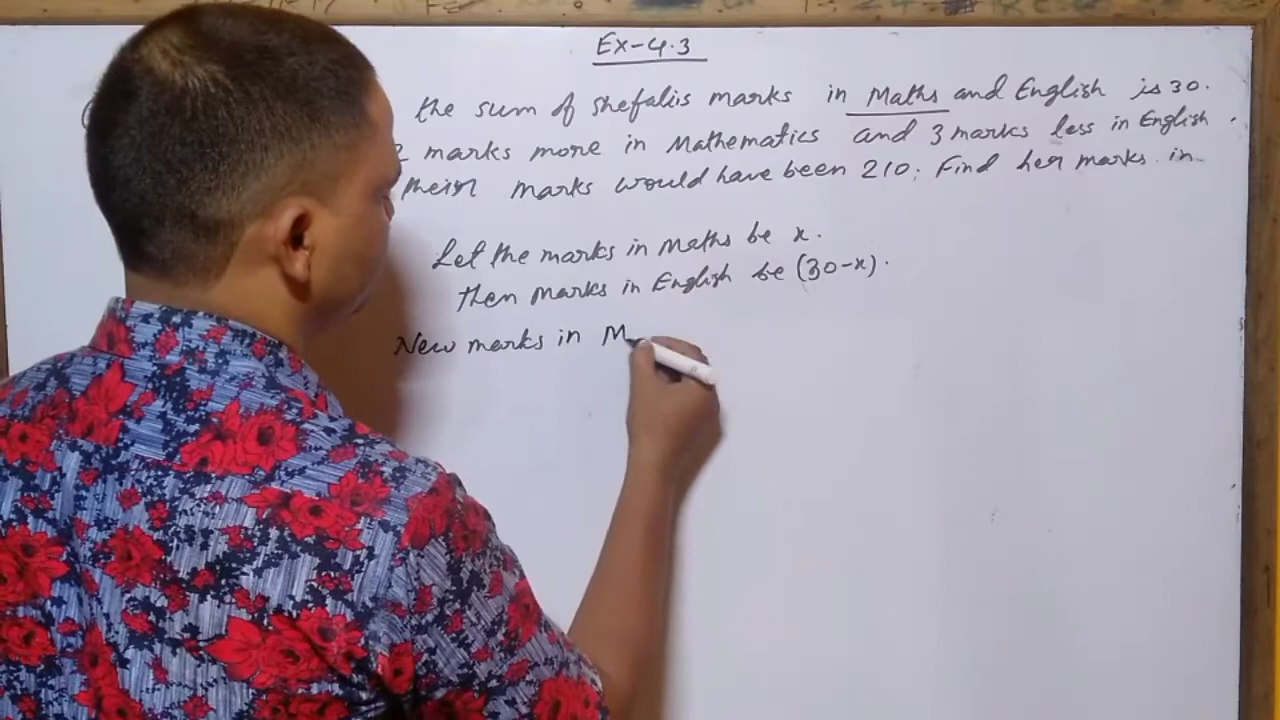 Ex-4.3
the sum of Shefalis marks in Maths and English is 30.
2 marks more in Mathematics and 3 marks less in English.
marks would have been 210. Find her marks in
Let the marks in Maths be x.
then marks in English be (30-x).
New marks in M